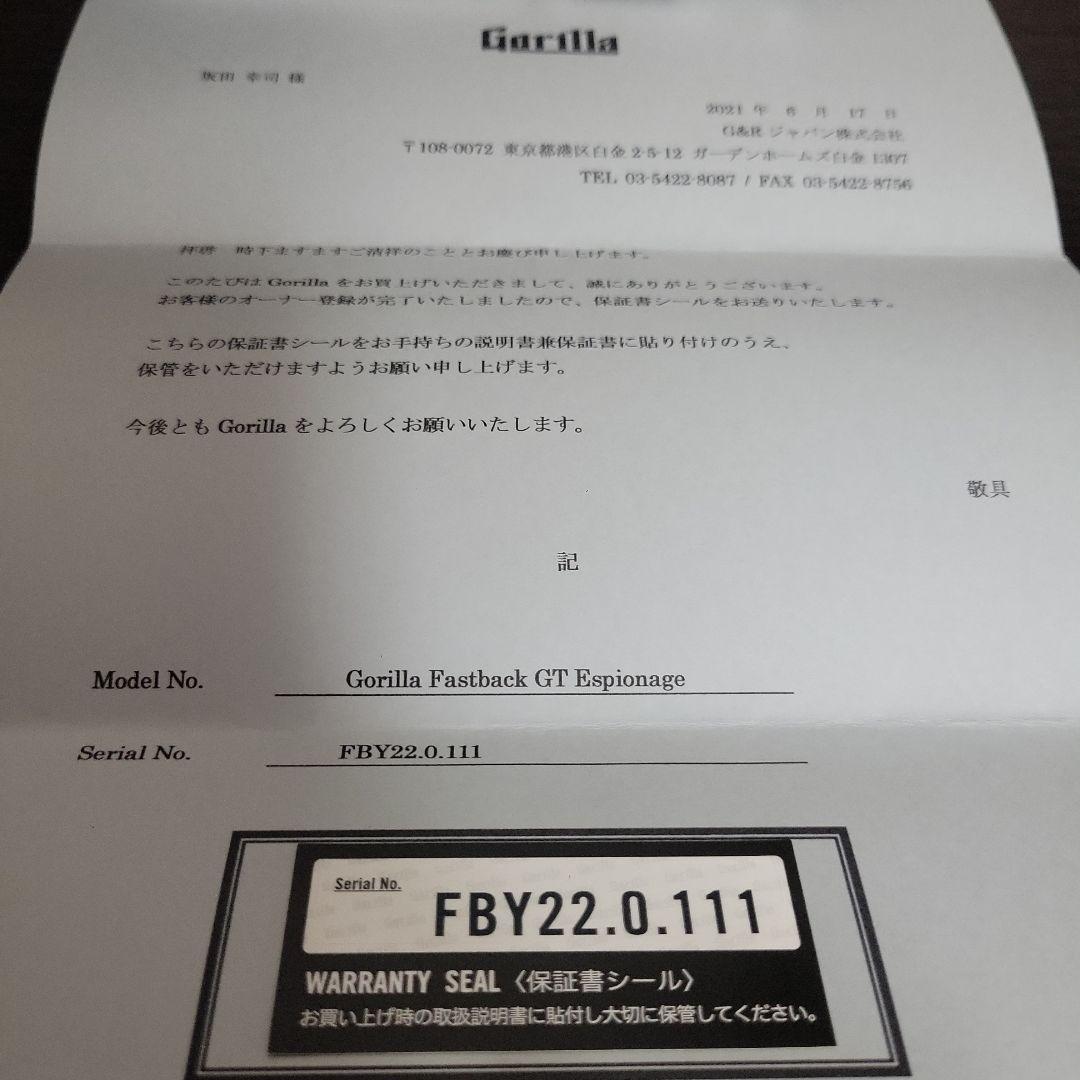 Gorilla
坂田 幸司 様
2021 年 6 月 17 日
G&R ジャパン株式会社
〒108-0072 東京都港区白金 2-5-12 ガーデンホームズ白金 1307
TEL 03-5422-8087 / FAX 03-5422-8756
拝啓 時下ますますご清祥のこととお慶び申し上げます。
このたびは Gorilla をお買上げいただきまして、誠にありがとうございます。
お客様のオーナー登録が完了いたしましたので、保証書シールをお送りいたします。
こちらの保証書シールをお手持ちの説明書兼保証書に貼り付けのうえ、
保管をいただけますようお願い申し上げます。
今後とも Gorilla をよろしくお願いいたします。
敬具
記
Model No. Gorilla Fastback GT Espionage
Serial No. FBY22.0.111
Serial No.
FBY22.0.111
WARRANTY SEAL〈保証書シール〉
お買い上げ時の取扱説明書に貼付し大切に保管してください。